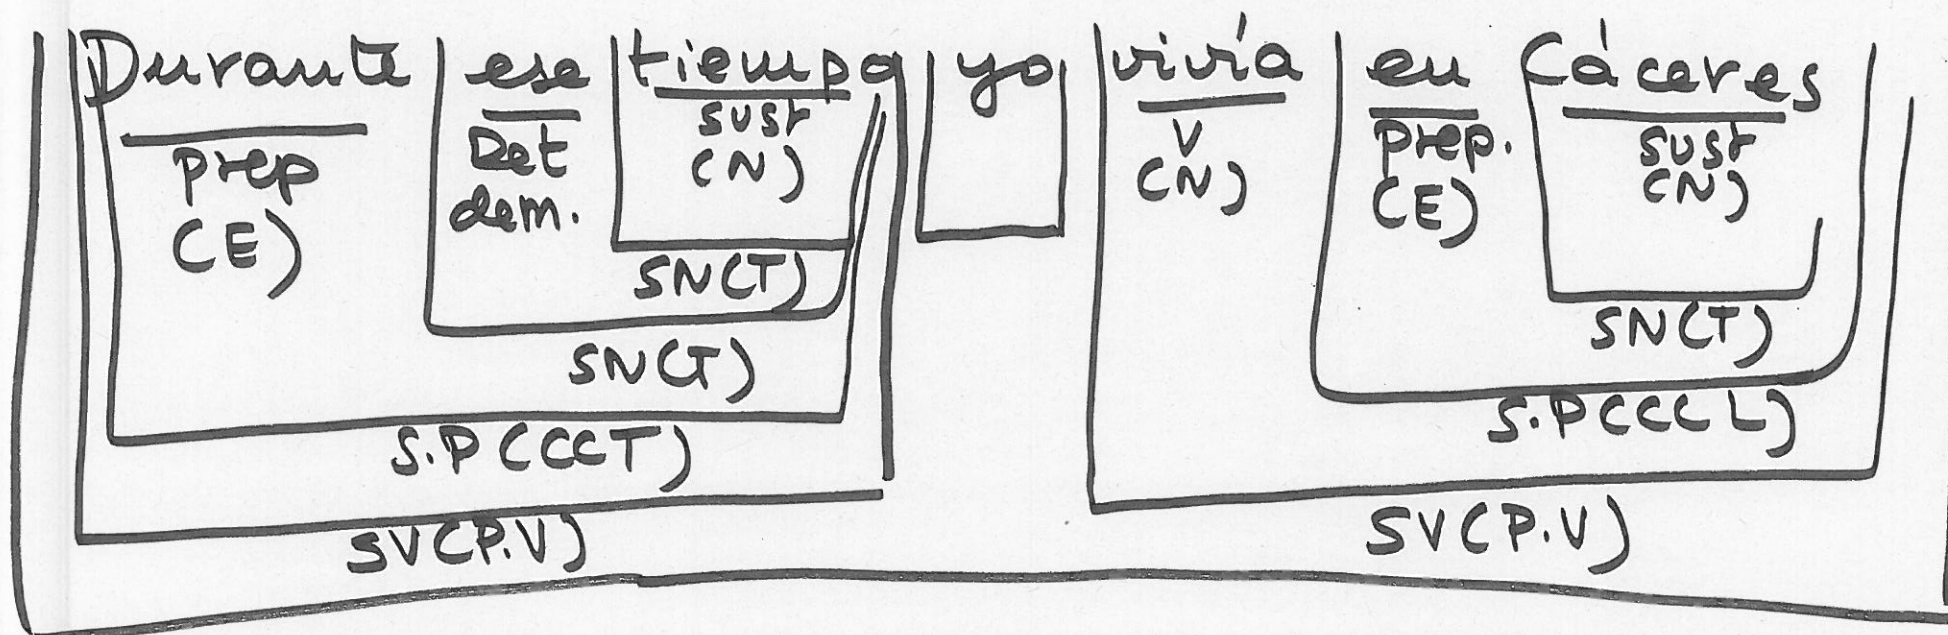 Durante ese tiempo yo vivía en Cáceres
prep Det sust V prep. sust
(E) dem. (N) (N) (E) (N)
SN(T) SN(T)
SN(T) S.P(CCL)
S.P(CCT)
SV(P.V) SV(P.V)